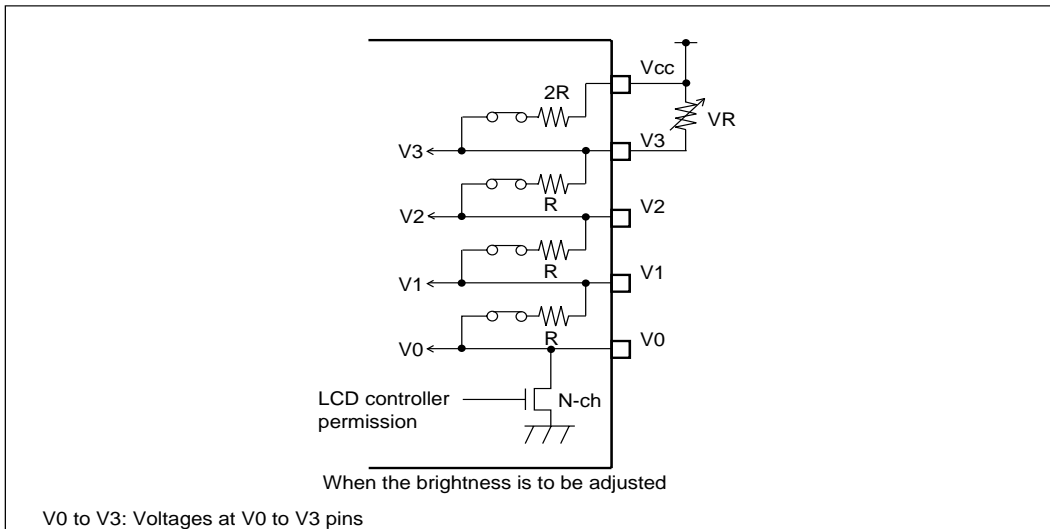 Vcc
2R
VR
V3
V3
R
V2
V2
R
V1
V1
R
V0
V0
LCD controller
permission
N-ch
When the brightness is to be adjusted
V0 to V3: Voltages at V0 to V3 pins